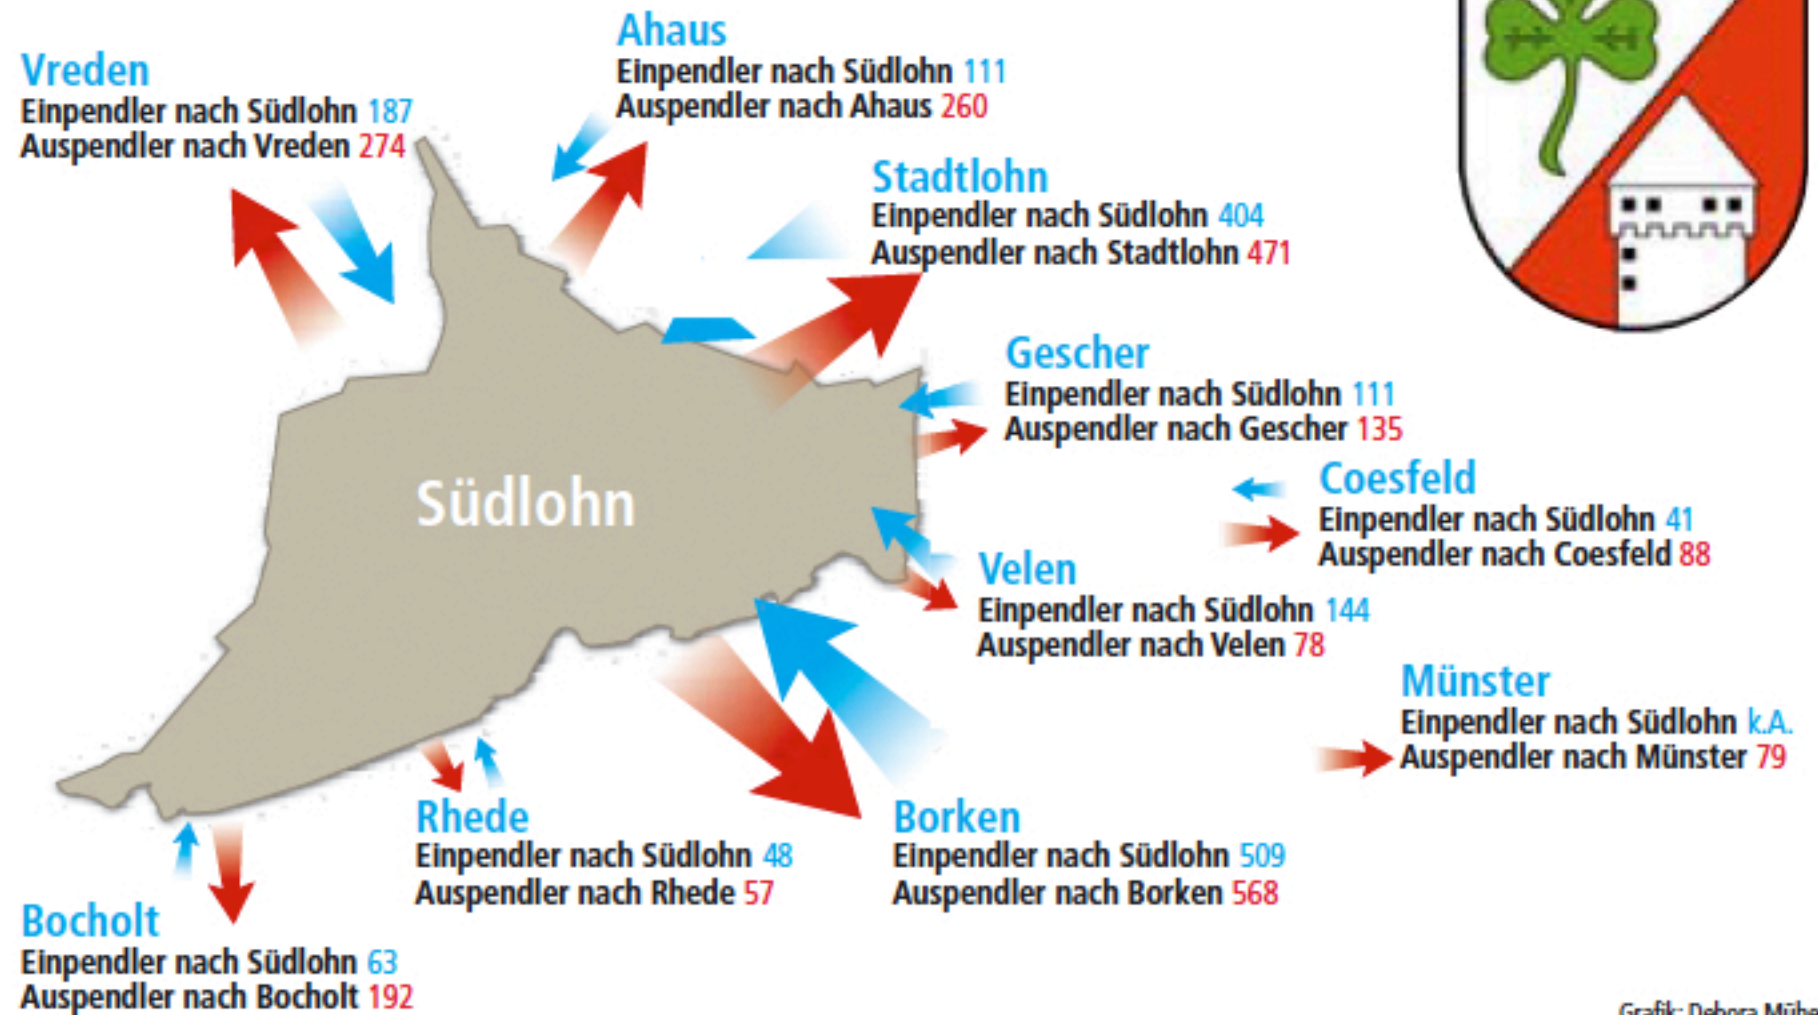 Ahaus
Einpendler nach Südlohn 111
Auspendler nach Ahaus 260
Vreden
Einpendler nach Südlohn 187
Auspendler nach Vreden 274
Stadtlohn
Einpendler nach Südlohn 404
Auspendler nach Stadtlohn 471
Gescher
Einpendler nach Südlohn 111
Auspendler nach Gescher 135
Südlohn
Coesfeld
Einpendler nach Südlohn 41
Auspendler nach Coesfeld 88
Velen
Einpendler nach Südlohn 144
Auspendler nach Velen 78
Münster
Einpendler nach Südlohn k.A.
Auspendler nach Münster 79
Rhede
Einpendler nach Südlohn 48
Auspendler nach Rhede 57
Borken
Einpendler nach Südlohn 509
Auspendler nach Borken 568
Bocholt
Einpendler nach Südlohn 63
Auspendler nach Bocholt 192
Grafik: Debora